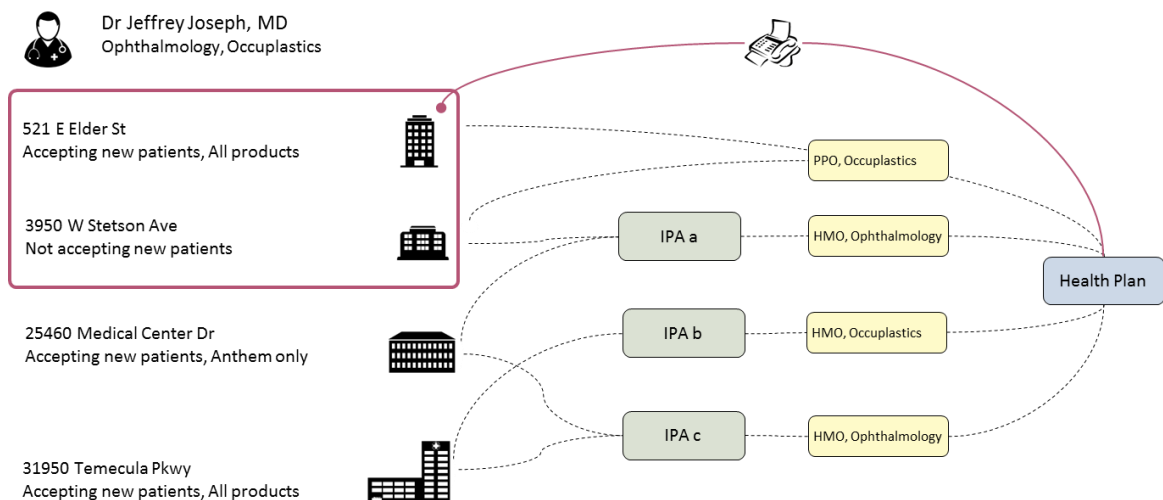 Dr Jeffrey Joseph, MD
Ophthalmology, Occuplastics
521 E Elder St
Accepting new patients, All products
3950 W Stetson Ave
Not accepting new patients
25460 Medical Center Dr
Accepting new patients, Anthem only
31950 Temecula Pkwy
Accepting new patients, All products
IPA a
IPA b
IPA c
PPO, Occuplastics
HMO, Ophthalmology
HMO, Occuplastics
HMO, Ophthalmology
Health Plan